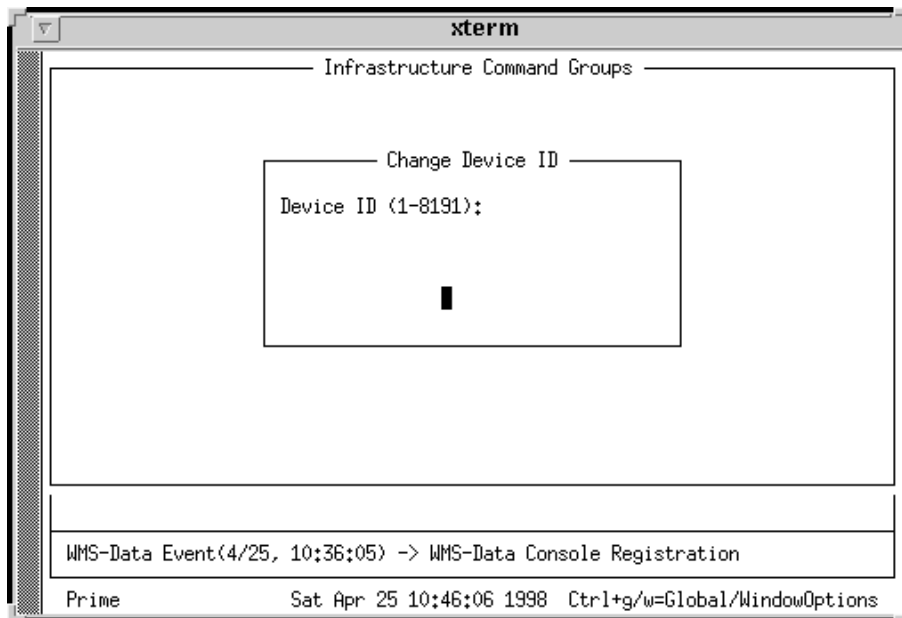 xterm
Infrastructure Command Groups
Change Device ID
Device ID (1-8191):
WMS-Data Event(4/25, 10:36:05) -> WMS-Data Console Registration
Prime Sat Apr 25 10:46:06 1998 Ctrl+g/w=Global/WindowOptions